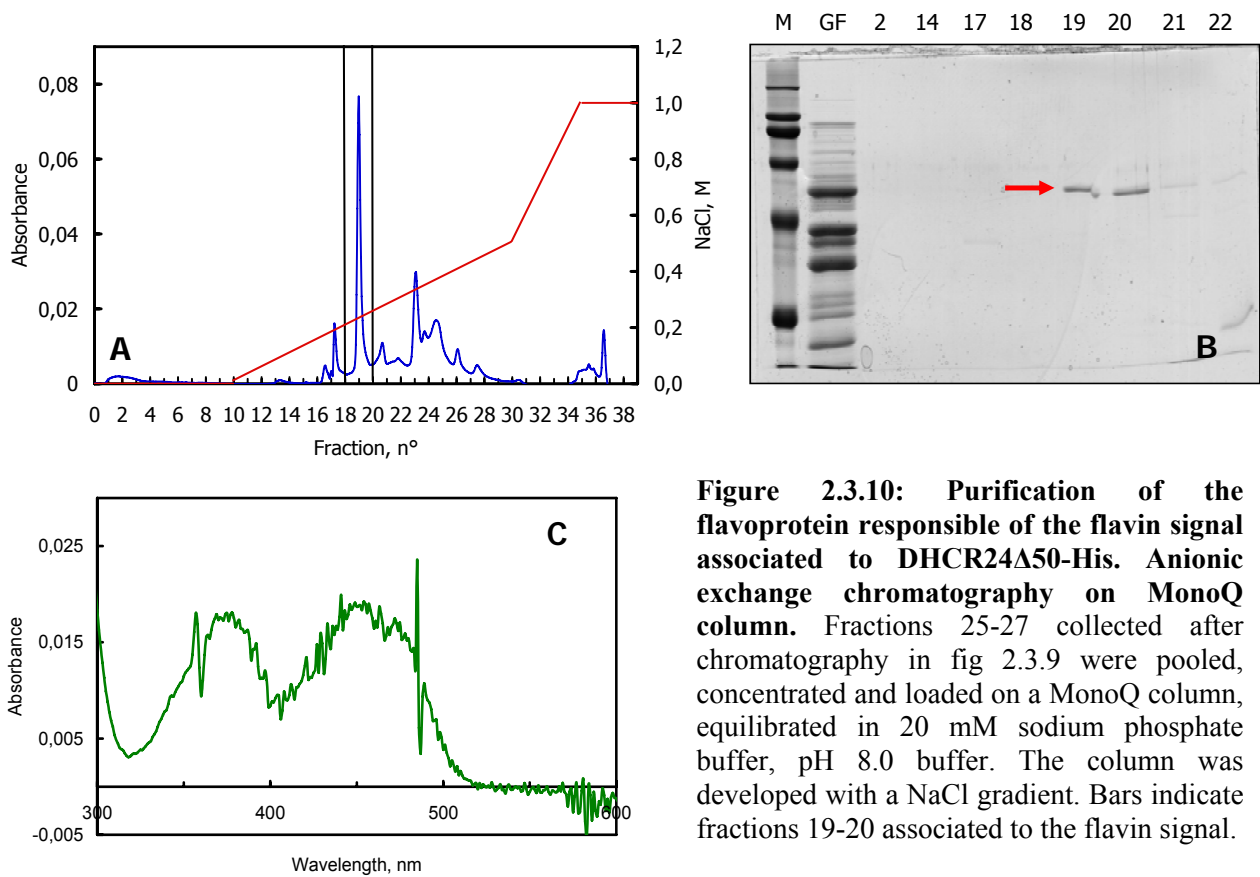 M GF 2 14 17 18 19 20 21 22
1,2
1,0
0,8
0,6
0,4
0,2
0,0
NaCl, M
0,08
0,06
0,04
0,02
0
Absorbance
A
0 2 4 6 8 10 12 14 16 18 20 22 24 26 28 30 32 34 36 38
Fraction, n°
B
C
0,025
0,015
0,005
-0,005
Absorbance
300 400 500 600
Wavelength, nm
Figure 2.3.10: Purification of the
flavoprotein responsible of the flavin signal
associated to DHCR24Δ50-His. Anionic
exchange chromatography on MonoQ
column. Fractions 25-27 collected after
chromatography in fig 2.3.9 were pooled,
concentrated and loaded on a MonoQ column,
equilibrated in 20 mM sodium phosphate
buffer, pH 8.0 buffer. The column was
developed with a NaCl gradient. Bars indicate
fractions 19-20 associated to the flavin signal.